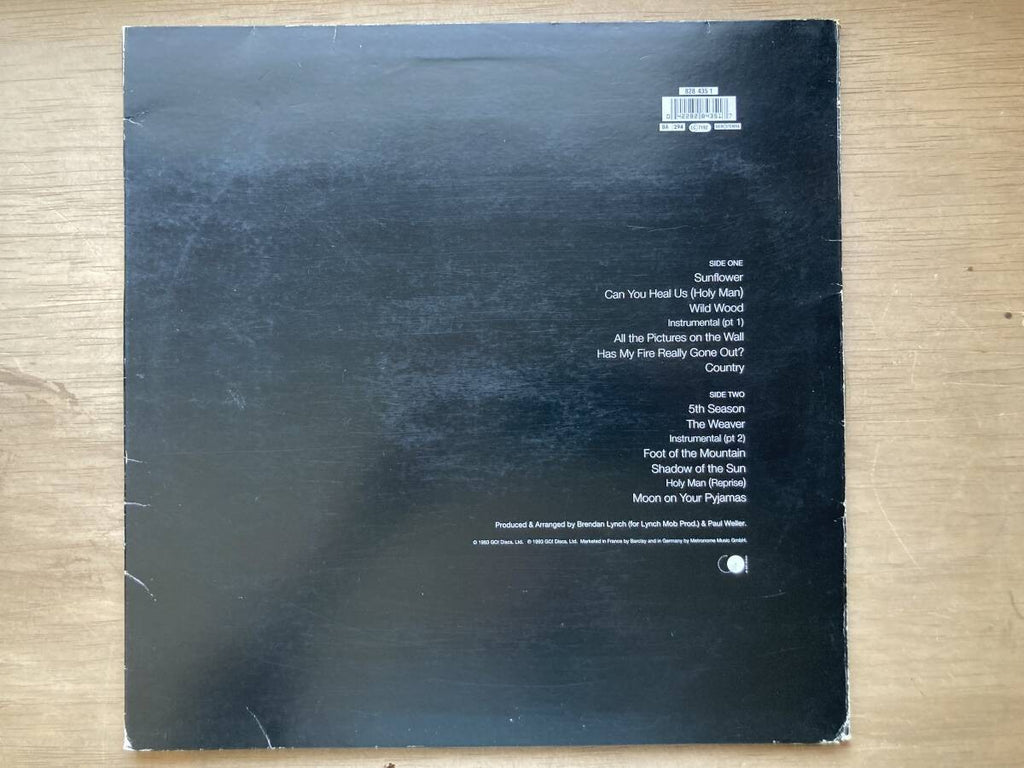 828 435 1
SIDE ONE
Sunflower
Can You Heal Us (Holy Man)
Wild Wood
Instrumental (pt 1)
All the Pictures on the Wall
Has My Fire Really Gone Out?
Country
SIDE TWO
5th Season
The Weaver
Instrumental (pt 2)
Foot of the Mountain
Shadow of the Sun
Holy Man (Reprise)
Moon on Your Pyjamas
Produced & Arranged by Brendan Lynch (for Lynch Mob Prod.) & Paul Weller.
© 1993 GO! Discs, Ltd. ℗ 1993 GO! Discs, Ltd. Marketed in France by Barclay and in Germany by Metronome Music GmbH.